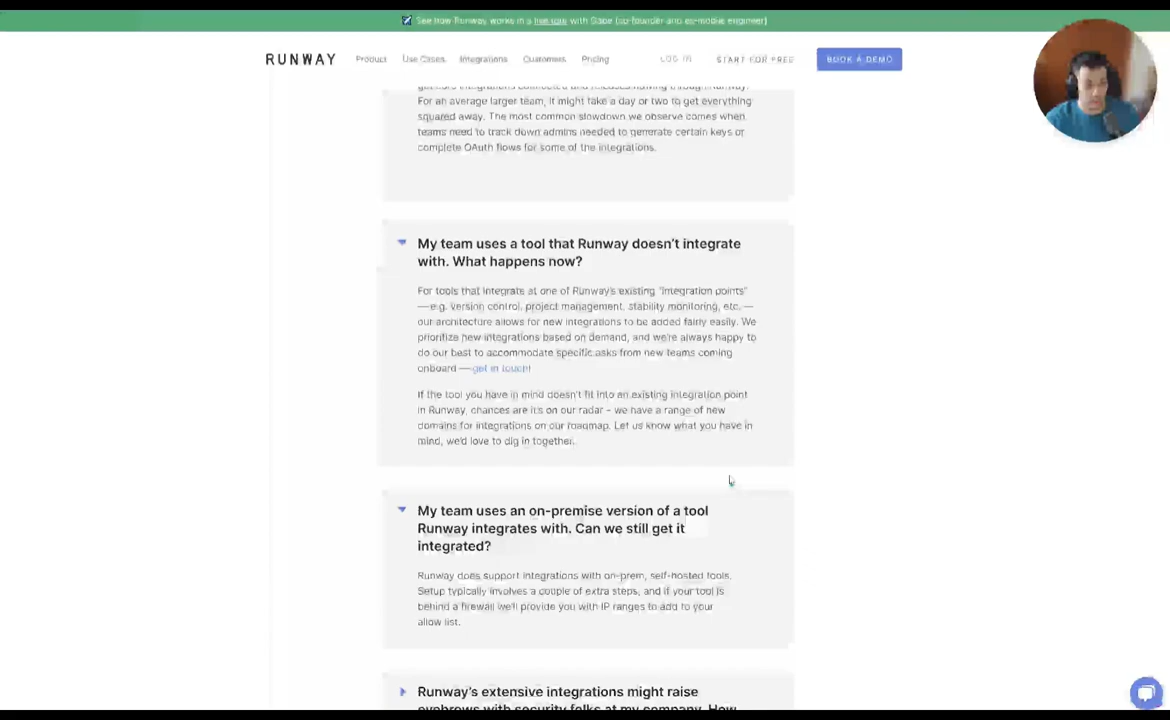 See how Runway works in a live tour with Gabe (co-founder and ex-mobile engineer)
RUNWAY
Product
Use Cases
Integrations
Customers
Pricing
LOG IN
START FOR FREE
BOOK A DEMO
For an average larger team, it might take a day or two to get everything
squared away. The most common slowdown we observe comes when
teams need to track down admins needed to generate certain keys or
complete OAuth flows for some of the integrations.
My team uses a tool that Runway doesn't integrate
with. What happens now?
For tools that integrate at one of Runway's existing "integration points"
—e.g. version control, project management, stability monitoring, etc. —
our architecture allows for new integrations to be added fairly easily. We
prioritize new integrations based on demand, and we're always happy to
do our best to accommodate specific asks from new teams coming
onboard —get in touch!
If the tool you have in mind doesn't fit into an existing integration point
in Runway, chances are it's on our radar – we have a range of new
domains for integrations on our roadmap. Let us know what you have in
mind, we'd love to dig in together.
My team uses an on-premise version of a tool
Runway integrates with. Can we still get it
integrated?
Runway does support integrations with on-prem, self-hosted tools.
Setup typically involves a couple of extra steps, and if your tool is
behind a firewall we'll provide you with IP ranges to add to your
allow list.
Runway's extensive integrations might raise
eyebrows with security folks at my company. How